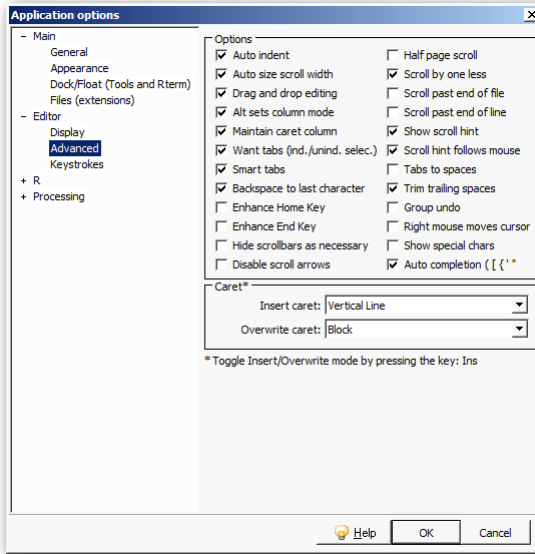 Application options
- Main
General
Appearance
Dock/Float (Tools and Rterm)
Files (extensions)
- Editor
Display
Advanced
Keystrokes
+ R
+ Processing
Options
Auto indent
Auto size scroll width
Drag and drop editing
Alt sets column mode
Maintain caret column
Want tabs (ind./unind. selec.)
Smart tabs
Backspace to last character
Enhance Home Key
Enhance End Key
Hide scrollbars as necessary
Disable scroll arrows
Half page scroll
Scroll by one less
Scroll past end of file
Scroll past end of line
Show scroll hint
Scroll hint follows mouse
Tabs to spaces
Trim trailing spaces
Group undo
Right mouse moves cursor
Show special chars
Auto completion ( [ { ' "
Caret*
Insert caret: Vertical Line
Overwrite caret: Block
* Toggle Insert/Overwrite mode by pressing the key: Ins
Help
OK
Cancel